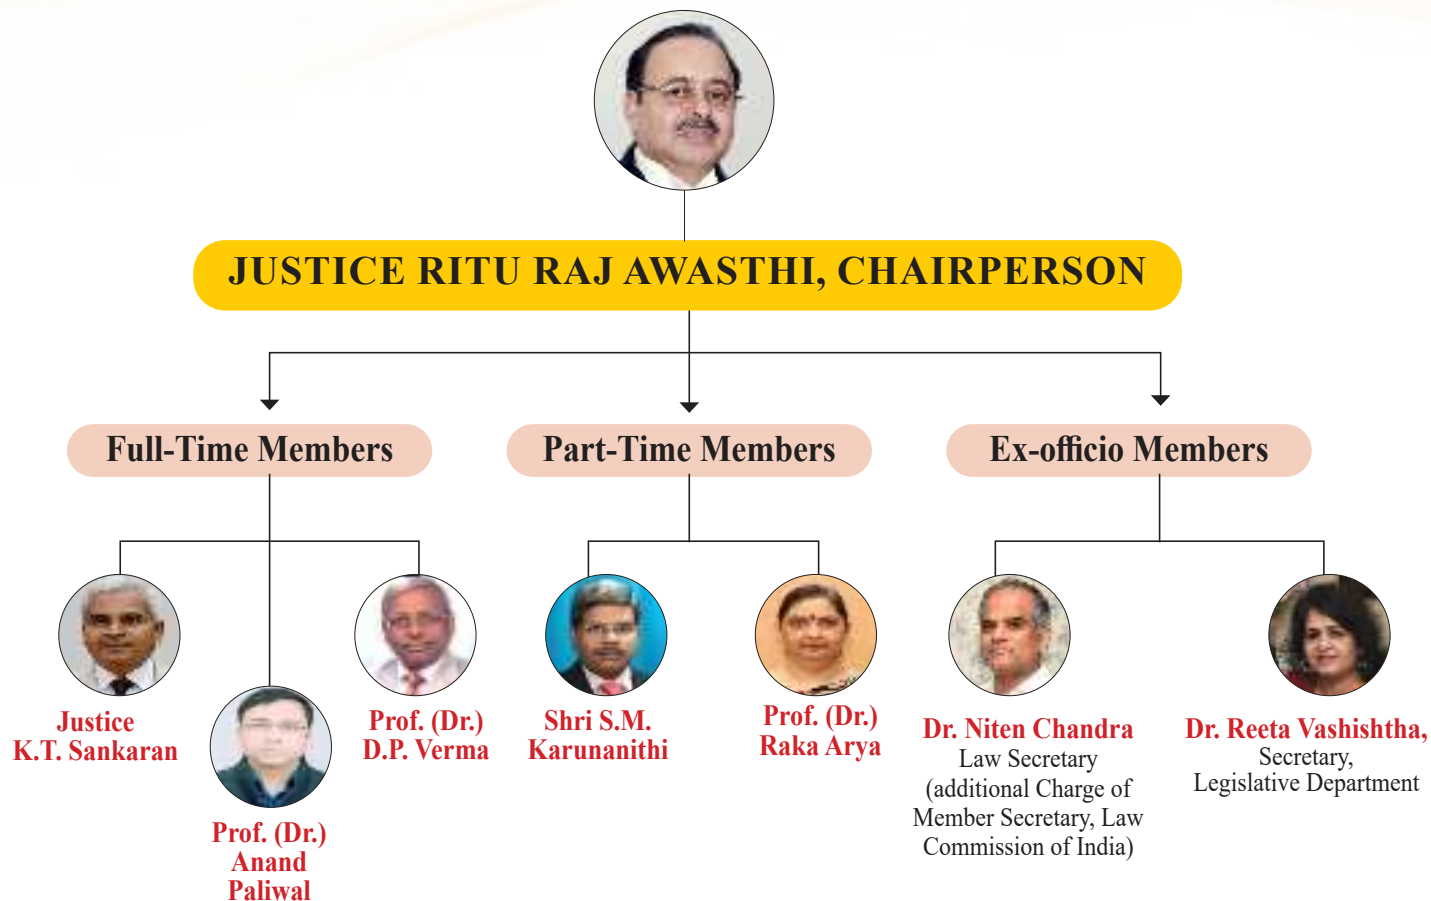 JUSTICE RITU RAJ AWASTHI, CHAIRPERSON
Full-Time Members
Part-Time Members
Ex-officio Members
Justice
K.T. Sankaran
Prof. (Dr.)
Anand
Paliwal
Prof. (Dr.)
D.P. Verma
Shri S.M.
Karunanithi
Prof. (Dr.)
Raka Arya
Dr. Niten Chandra
Law Secretary
(additional Charge of
Member Secretary, Law
Commission of India)
Dr. Reeta Vashishtha,
Secretary,
Legislative Department